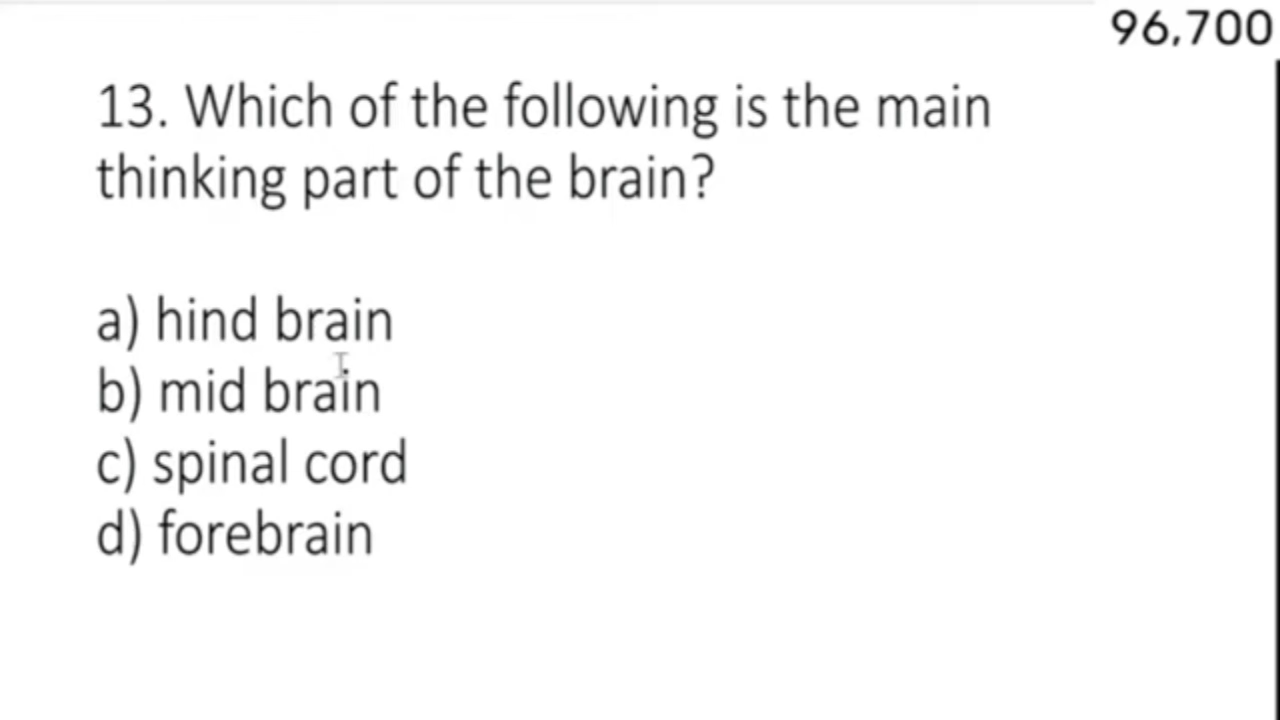 96,700
13. Which of the following is the main
thinking part of the brain?
a) hind brain
b) mid brain
c) spinal cord
d) forebrain